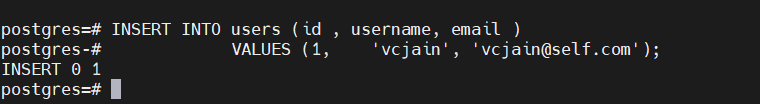 postgres=# INSERT INTO users (id , username, email )
postgres-#             VALUES (1,    'vcjain', 'vcjain@self.com');
INSERT 0 1
postgres=#